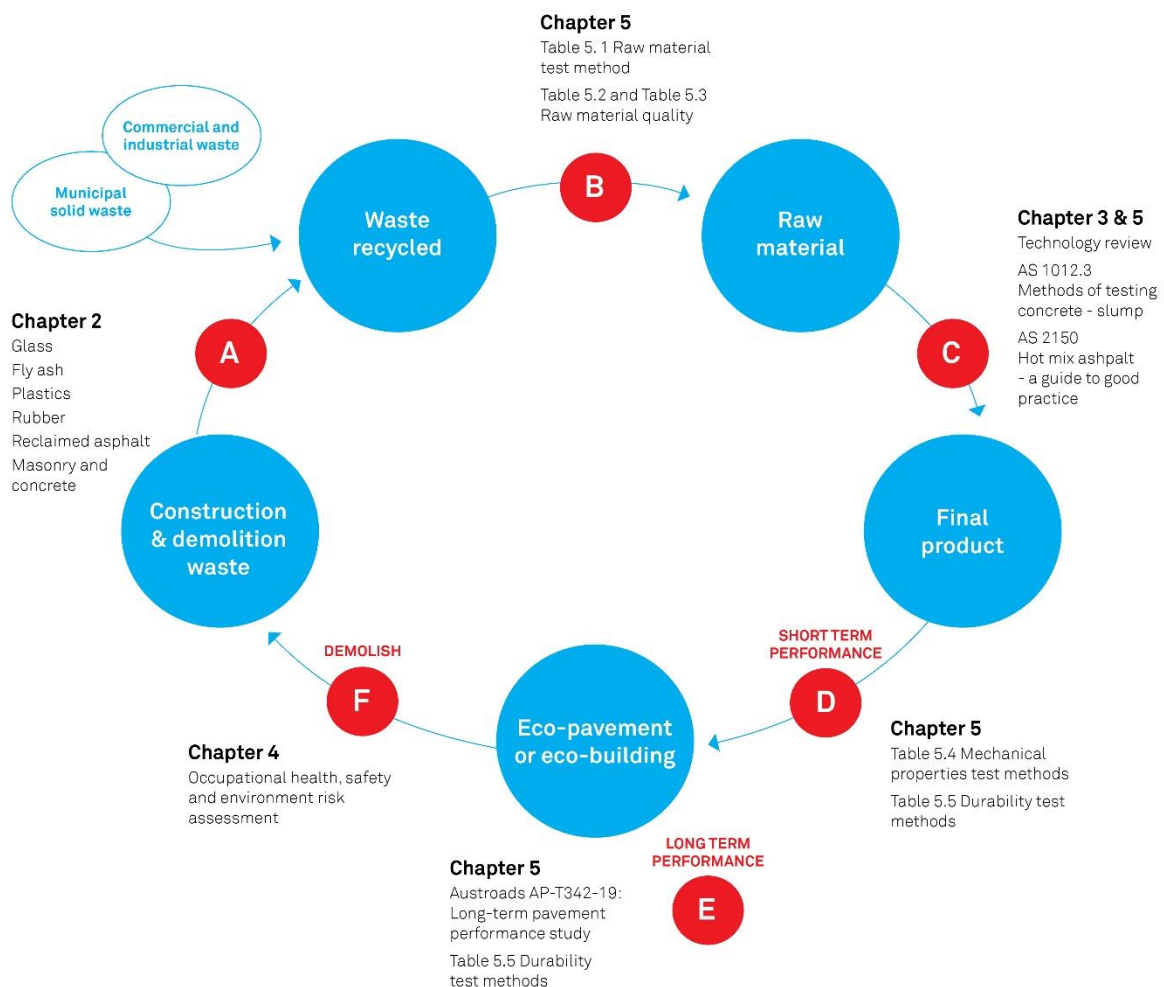 Chapter 5
Table 5. 1 Raw material
test method
Table 5.2 and Table 5.3
Raw material quality
Commercial and
industrial waste
Municipal
solid waste
Waste
recycled
B
Raw
material
Chapter 3 & 5
Technology review
AS 1012.3
Methods of testing
concrete - slump
AS 2150
Hot mix ashpalt
- a guide to good
practice
C
Chapter 2
Glass
Fly ash
Plastics
Rubber
Reclaimed asphalt
Masonry and
concrete
A
Construction
& demolition
waste
Final
product
SHORT TERM
PERFORMANCE
D
Chapter 5
Table 5.4 Mechanical
properties test methods
Table 5.5 Durability test
methods
DEMOLISH
F
Chapter 4
Occupational health, safety
and environment risk
assessment
Eco-pavement
or eco-building
LONG TERM
PERFORMANCE
E
Chapter 5
Austroads AP-T342-19:
Long-term pavement
performance study
Table 5.5 Durability
test methods